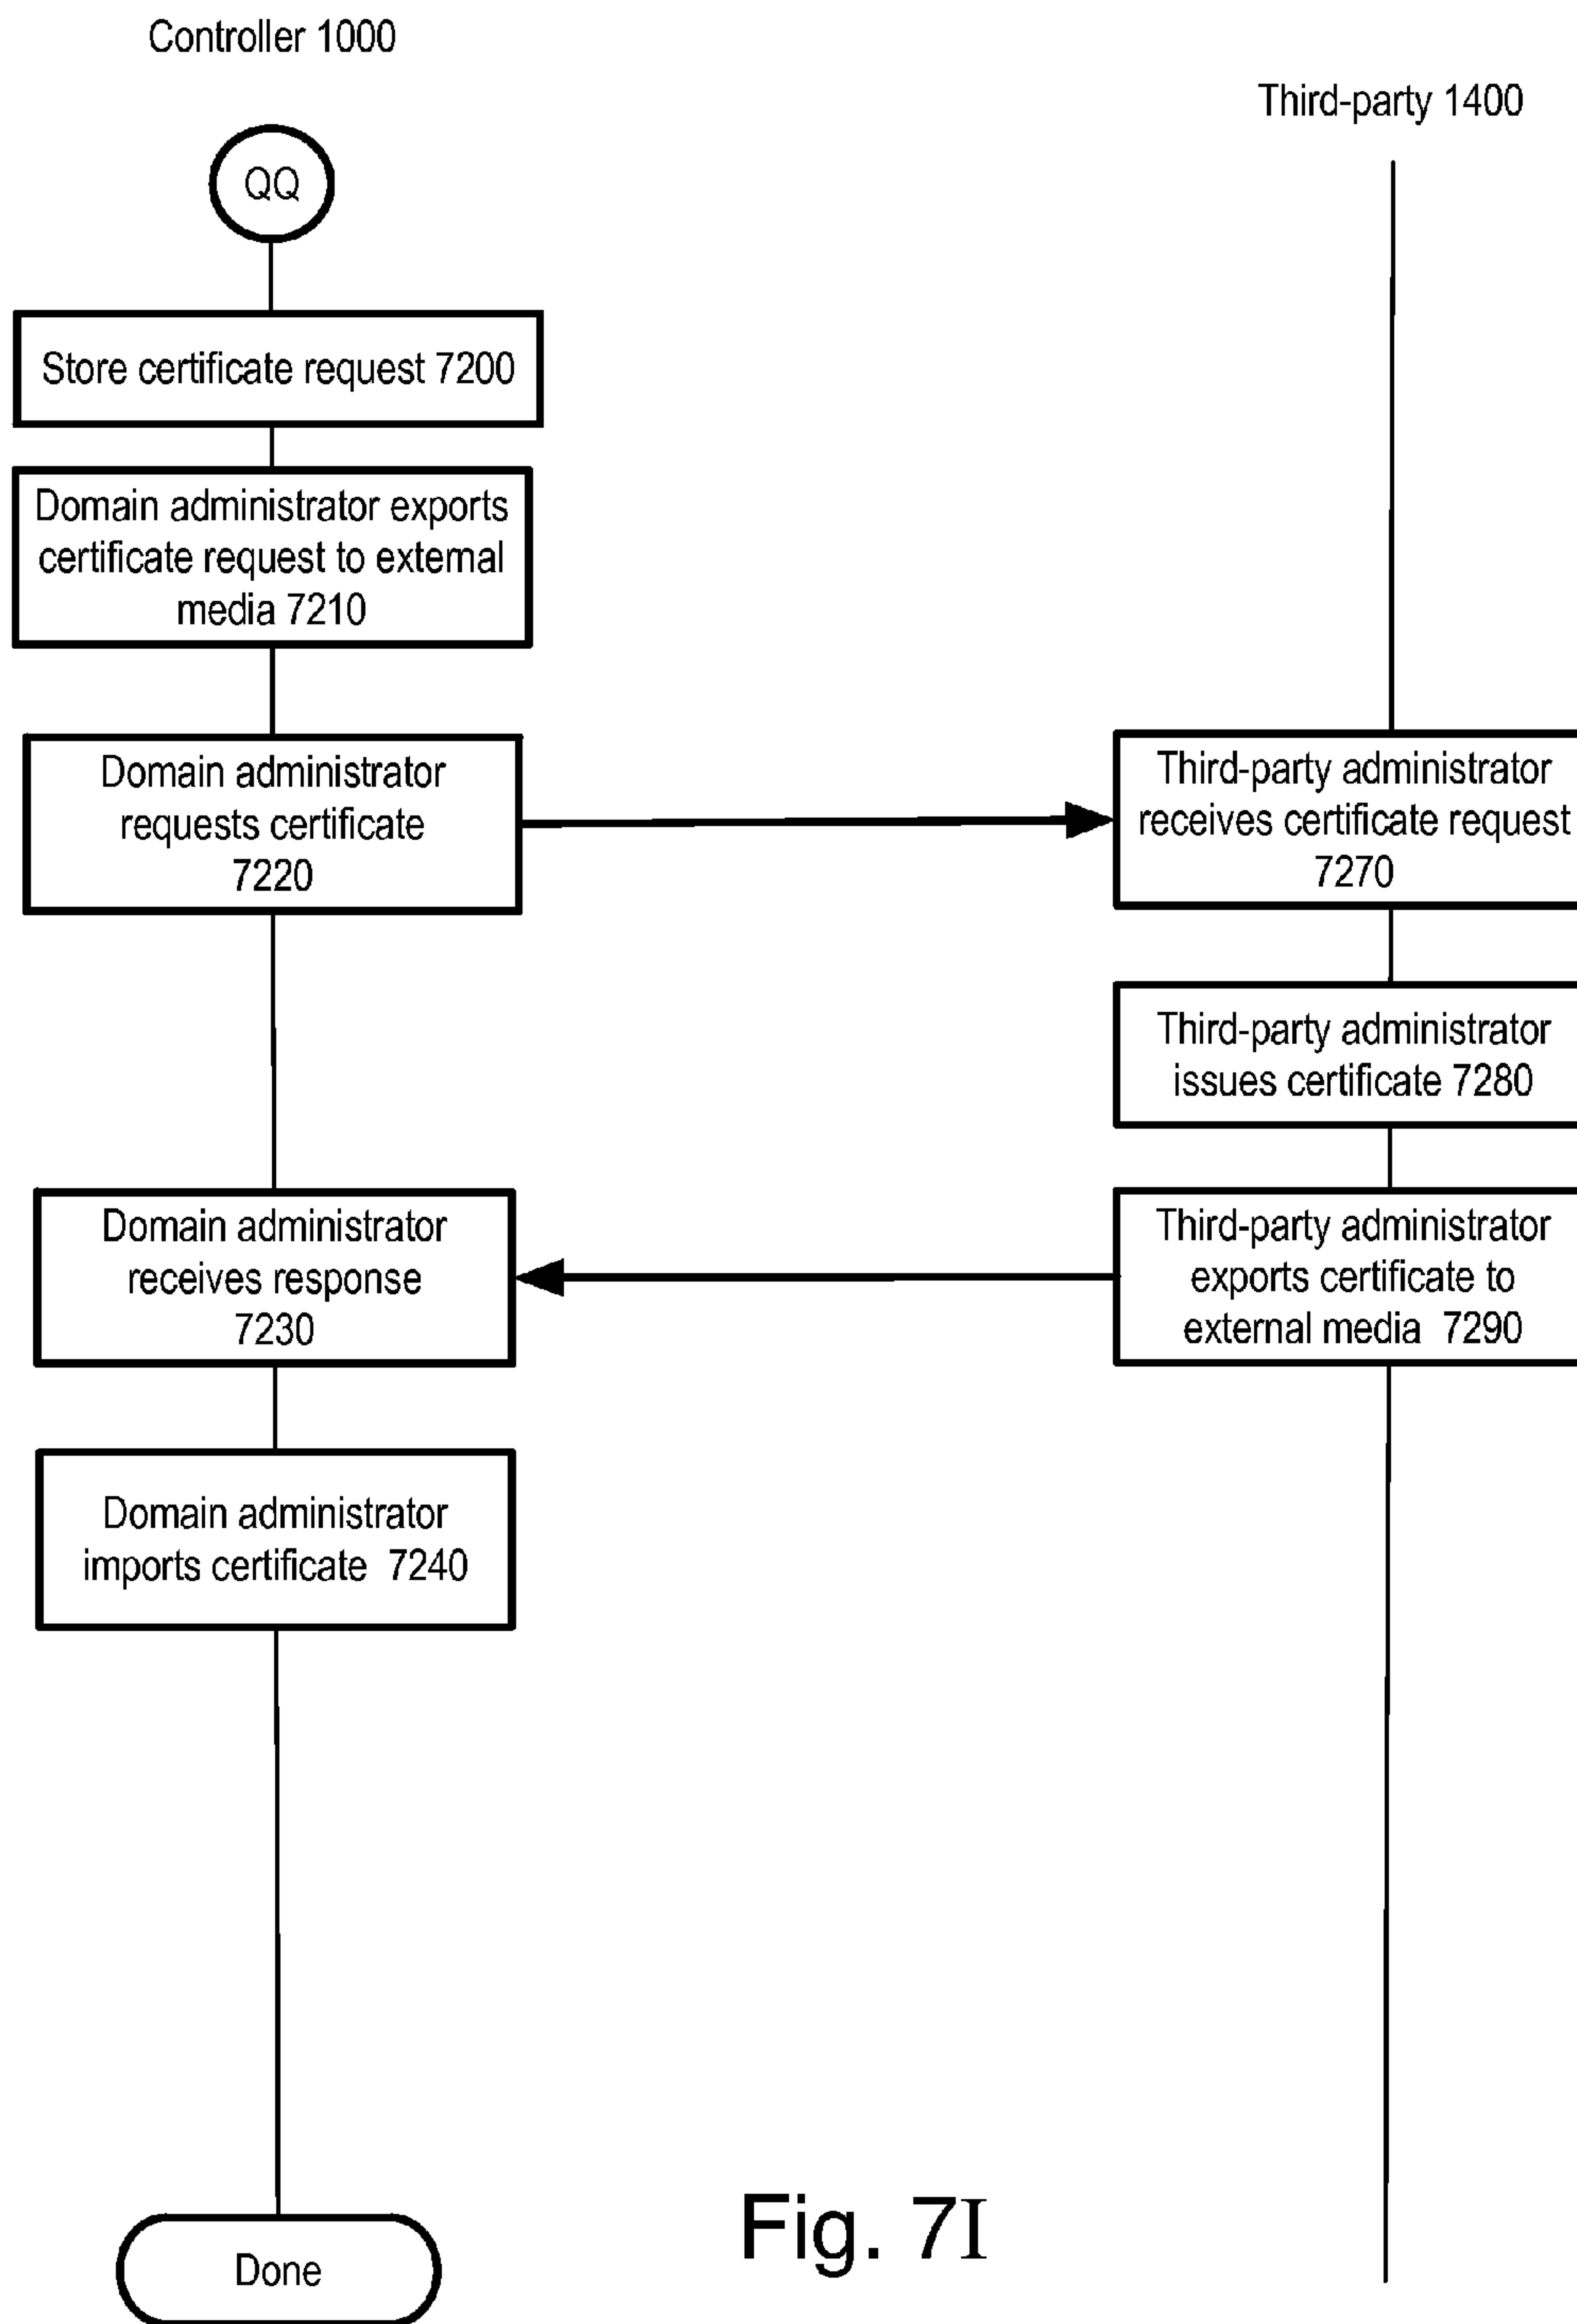 Controller 1000
Third-party 1400
QQ
Store certificate request 7200
Domain administrator exports
certificate request to external
media 7210
Domain administrator
requests certificate
7220
Third-party administrator
receives certificate request
7270
Third-party administrator
issues certificate 7280
Domain administrator
receives response
7230
Third-party administrator
exports certificate to
external media 7290
Domain administrator
imports certificate 7240
Done
Fig. 7I